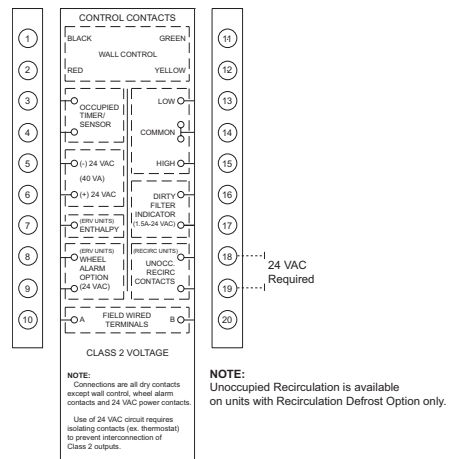 CONTROL CONTACTS
1
BLACK GREEN
11
WALL CONTROL
2
RED YELLOW
12
3
OCCUPIED
TIMER/
SENSOR
LOW
13
4
COMMON
14
5
(-) 24 VAC
HIGH
15
(40 VA)
6
(+) 24 VAC
DIRTY
FILTER
INDICATOR
(1.5A-24 VAC)
16
7
(ERV UNITS)
ENTHALPY
17
8
(ERV UNITS)
WHEEL
ALARM
OPTION
(24 VAC)
(RECIRC UNITS)
UNOCC.
RECIRC
CONTACTS
18
24 VAC
Required
9
19
10
A FIELD WIRED B
TERMINALS
20
CLASS 2 VOLTAGE
NOTE:
Connections are all dry contacts
except wall control, wheel alarm
contacts and 24 VAC power contacts.
Use of 24 VAC circuit requires
isolating contacts (ex. thermostat)
to prevent interconnection of
Class 2 outputs.
NOTE:
Unoccupied Recirculation is available
on units with Recirculation Defrost Option only.